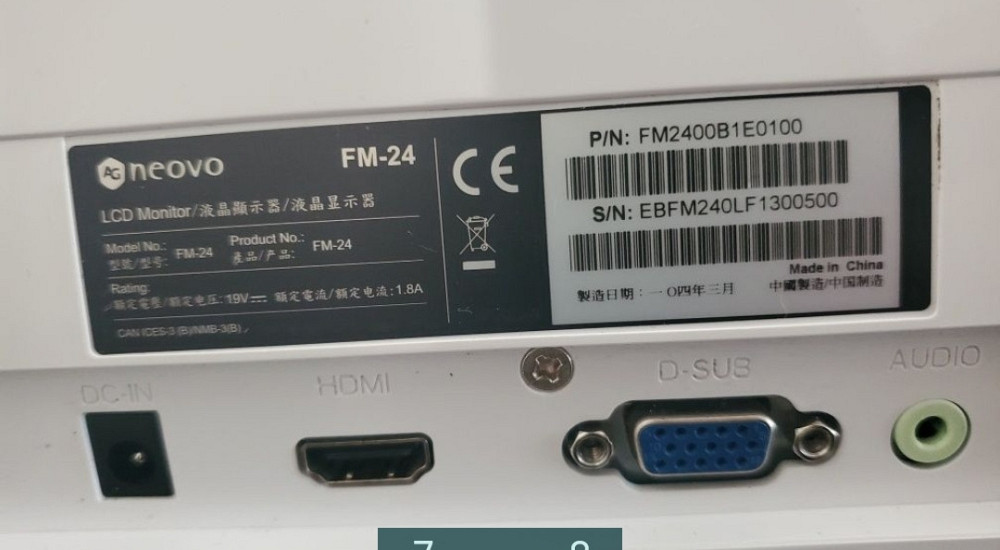 AG neovo
FM-24
LCD Monitor/液晶顯示器/液晶显示器
Model No.: FM-24 Product No.: FM-24
型號/型号: 產品/产品:
Rating:
額定電壓/额定电压: 19V⎓ 額定電流/额定电流: 1.8A
CAN ICES-3 (B)/NMB-3(B)
CE
P/N: FM2400B1E0100
S/N: EBFM240LF1300500
Made in China
製造日期：一○四年三月 中國製造/中国制造
DC-IN
HDMI
D-SUB
AUDIO